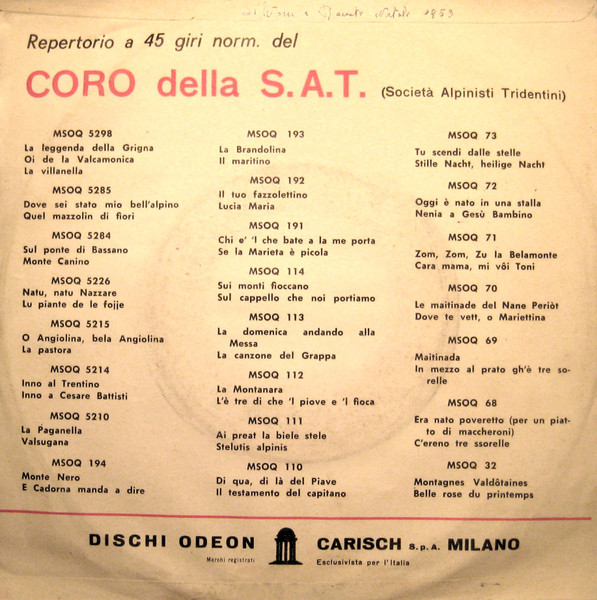 Natale 1959
Repertorio a 45 giri norm. del
CORO della S.A.T. (Società Alpinisti Tridentini)
MSOQ 5298
La leggenda della Grigna
Oi de la Valcamonica
La villanella
MSOQ 5285
Dove sei stato mio bell'alpino
Quel mazzolin di fiori
MSOQ 5284
Sul ponte di Bassano
Monte Canino
MSOQ 5226
Natu, natu Nazzare
Lu piante de le fojje
MSOQ 5215
O Angiolina, bela Angiolina
La pastora
MSOQ 5214
Inno al Trentino
Inno a Cesare Battisti
MSOQ 5210
La Paganella
Valsugana
MSOQ 194
Monte Nero
E Cadorna manda a dire
MSOQ 193
La Brandolina
Il maritino
MSOQ 192
Il tuo fazzolettino
Lucia Maria
MSOQ 191
Chi e' 'l che bate a la me porta
Se la Marieta è picola
MSOQ 114
Sui monti fioccano
Sul cappello che noi portiamo
MSOQ 113
La domenica andando alla
Messa
La canzone del Grappa
MSOQ 112
La Montanara
L'è tre dì che 'l piove e 'l fioca
MSOQ 111
Ai preat la biele stele
Stelutis alpinis
MSOQ 110
Di qua, di là del Piave
Il testamento del capitano
MSOQ 73
Tu scendi dalle stelle
Stille Nacht, heilige Nacht
MSOQ 72
Oggi è nato in una stalla
Nenia a Gesù Bambino
MSOQ 71
Zom, Zom, Zu la Belamonte
Cara mama, mi vôi Toni
MSOQ 70
Le maitinade del Nane Periòt
Dove te vett, o Mariettina
MSOQ 69
Maitinada
In mezzo al prato gh'è tre so-
relle
MSOQ 68
Era nato poveretto (per un piat-
to di maccheroni)
C'ereno tre ssorelle
MSOQ 32
Montagnes Valdôtaines
Belle rose du printemps
DISCHI ODEON
Marchi registrati
CARISCH S.p.A. MILANO
Esclusivista per l'Italia